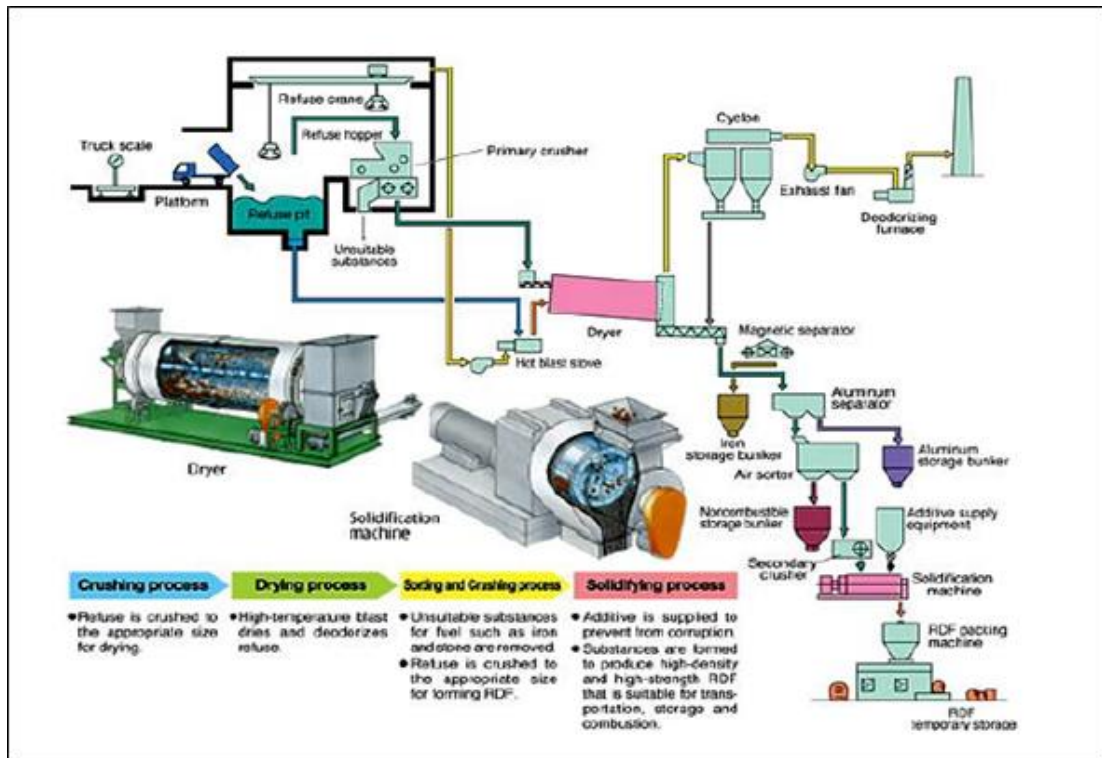 Refuse crane
Truck scale
Refuse hopper
Primary crusher
Platform
Refuse pit
Unsuitable
substances
Cycloe
Exhaust fan
Deodorizing
furnace
Dryer
Hot blast stove
Magnetic separator
Aluminum
separator
Iron
storage bunker
Aluminum
storage bunker
Air sorter
Noncombustible
storage bunker
Additive supply
equipment
Secondary
crusher
Solidification
machine
RDF packing
machine
RDF
temporary storage
Dryer
Solidification
machine
Crushing process
●Refuse is crushed to
the appropriate size
for drying.
Drying process
●High-temperature blast
dries and deodorizes
refuse.
Sorting and Crushing process
●Unsuitable substances
for fuel such as iron
and stone are removed.
●Refuse is crushed to
the appropriate size
for forming RDF.
Solidifying process
●Additive is supplied to
prevent from corruption.
●Substances are formed
to produce high-density
and high-strength RDF
that is suitable for trans-
portation, storage and
combustion.